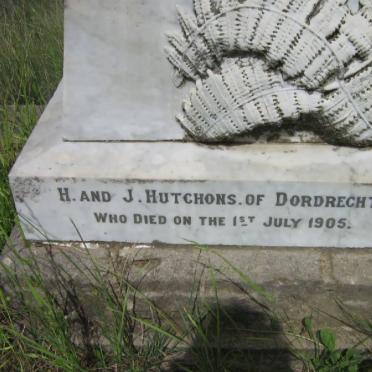 H. AND J. HUTCHONS. OF DORDRECHT
WHO DIED ON THE 1ST JULY 1905.